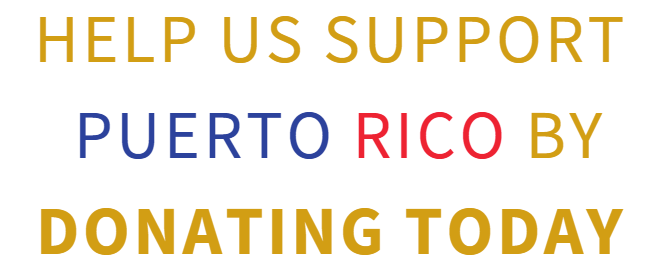 HELP US SUPPORT
PUERTO RICO BY
DONATING TODAY